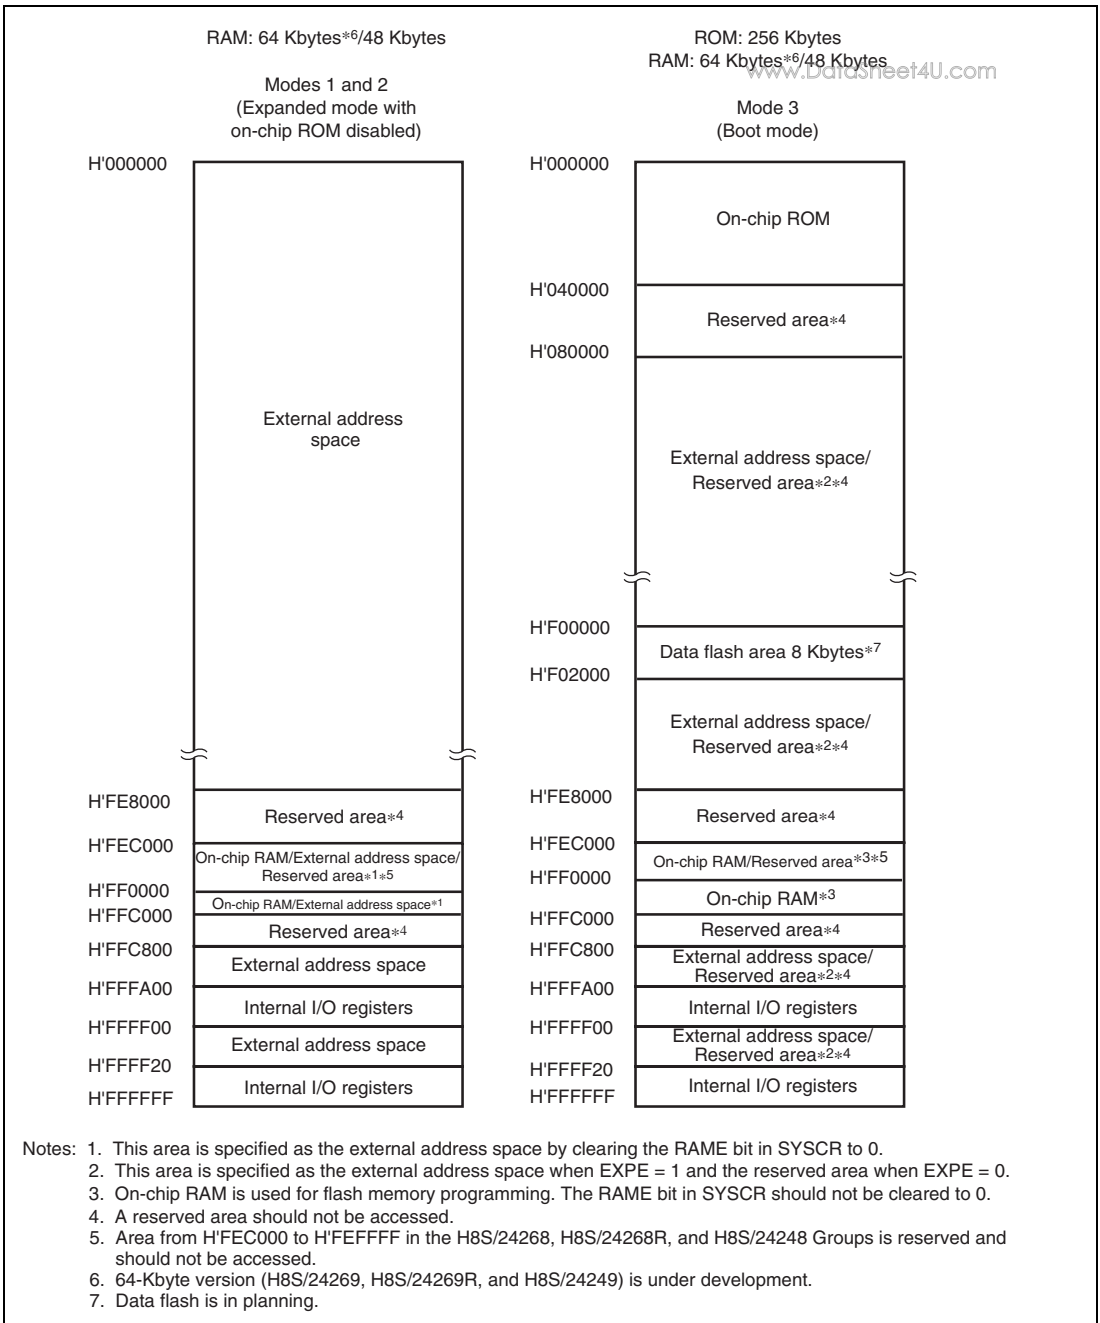 RAM: 64 Kbytes*6/48 Kbytes
Modes 1 and 2
(Expanded mode with
on-chip ROM disabled)
H'000000
External address
space
H'FE8000
Reserved area*4
H'FEC000
On-chip RAM/External address space/
Reserved area*1*5
H'FF0000
On-chip RAM/External address space*1
H'FFC000
Reserved area*4
H'FFC800
External address space
H'FFFA00
Internal I/O registers
H'FFFF00
External address space
H'FFFF20
Internal I/O registers
H'FFFFFF
ROM: 256 Kbytes
RAM: 64 Kbytes*6/48 Kbytes
www.DataSheet4U.com
Mode 3
(Boot mode)
H'000000
On-chip ROM
H'040000
Reserved area*4
H'080000
External address space/
Reserved area*2*4
H'F00000
Data flash area 8 Kbytes*7
H'F02000
External address space/
Reserved area*2*4
H'FE8000
Reserved area*4
H'FEC000
On-chip RAM/Reserved area*3*5
H'FF0000
On-chip RAM*3
H'FFC000
Reserved area*4
H'FFC800
External address space/
Reserved area*2*4
H'FFFA00
Internal I/O registers
H'FFFF00
External address space/
Reserved area*2*4
H'FFFF20
Internal I/O registers
H'FFFFFF
Notes: 1. This area is specified as the external address space by clearing the RAME bit in SYSCR to 0.
2. This area is specified as the external address space when EXPE = 1 and the reserved area when EXPE = 0.
3. On-chip RAM is used for flash memory programming. The RAME bit in SYSCR should not be cleared to 0.
4. A reserved area should not be accessed.
5. Area from H'FEC000 to H'FEFFFF in the H8S/24268, H8S/24268R, and H8S/24248 Groups is reserved and
should not be accessed.
6. 64-Kbyte version (H8S/24269, H8S/24269R, and H8S/24249) is under development.
7. Data flash is in planning.